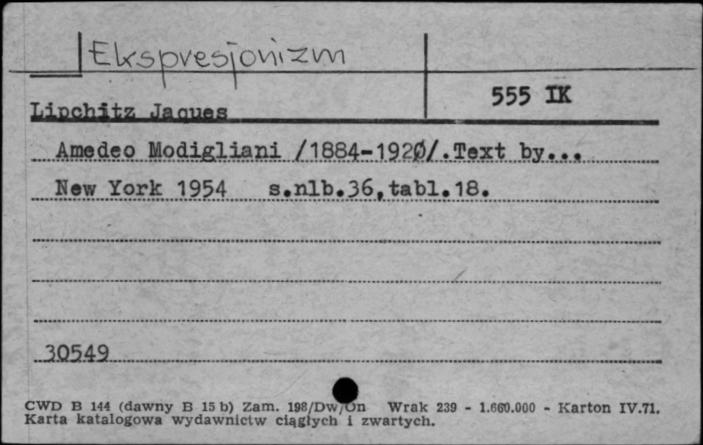 Ekspresjonizm
555 IK
Lipchitz Jaques
Amedeo Modigliani /1884-1920/.Text by...
New York 1954 s.nlb.36,tabl.18.
30549
CWD B 144 (dawny B 15 b) Zam. 198/Dw/On Wrak 239 - 1.660.000 - Karton IV.71.
Karta katalogowa wydawnictw ciągłych i zwartych.